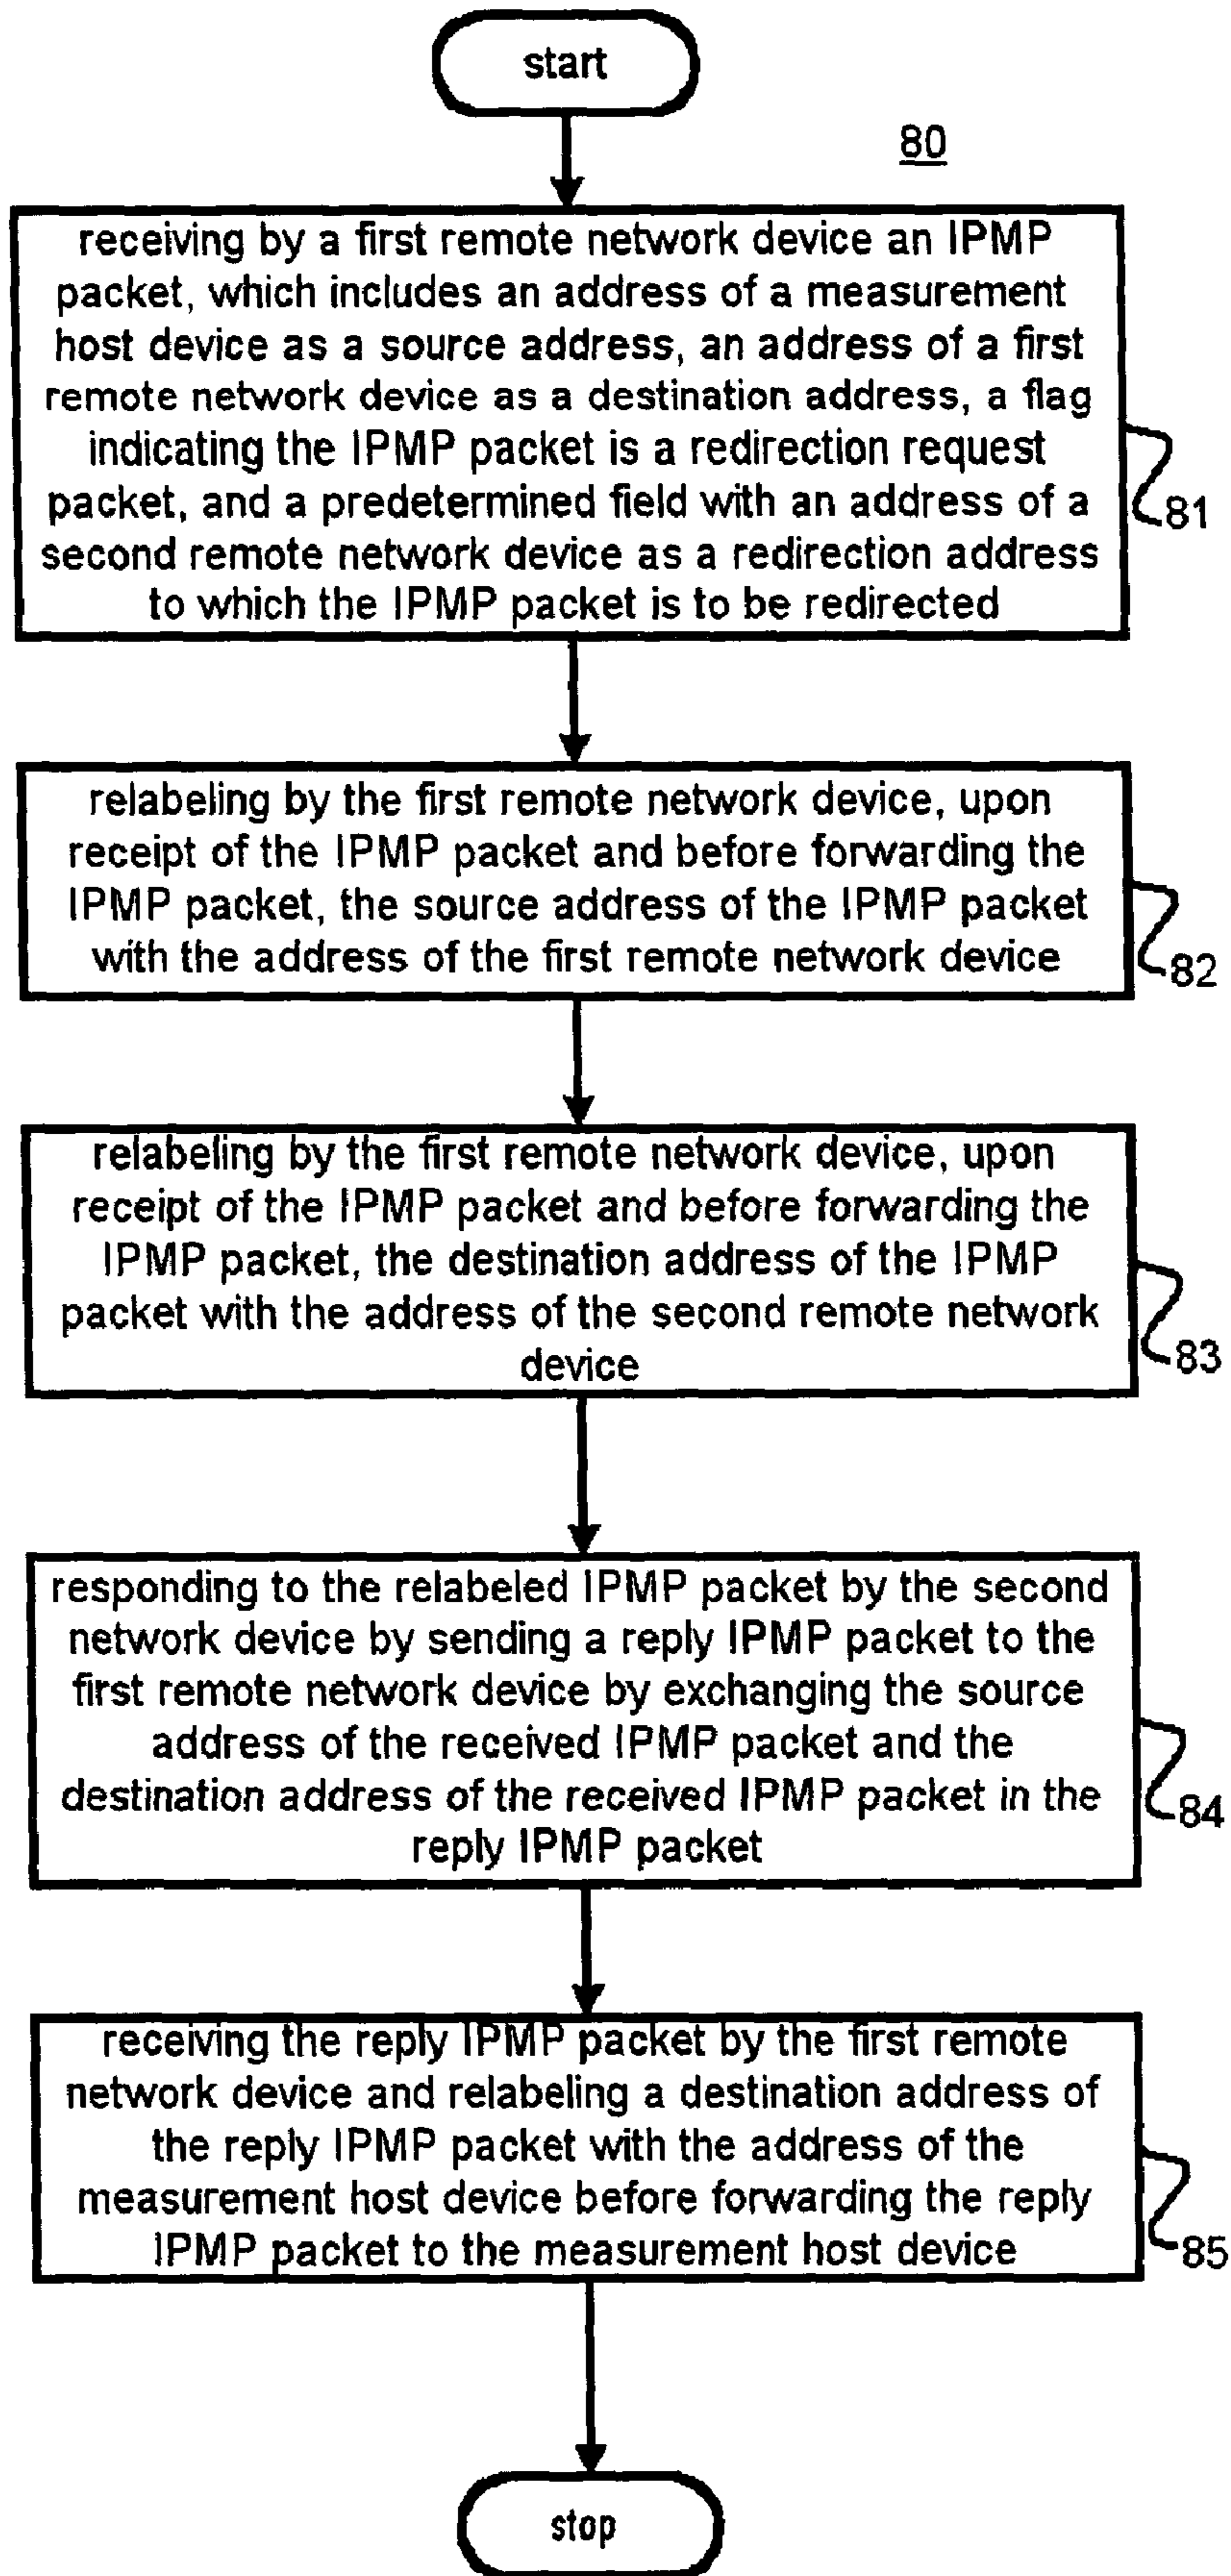 start
80
receiving by a first remote network device an IPMP
packet, which includes an address of a measurement
host device as a source address, an address of a first
remote network device as a destination address, a flag
indicating the IPMP packet is a redirection request
packet, and a predetermined field with an address of a
second remote network device as a redirection address
to which the IPMP packet is to be redirected
81
relabeling by the first remote network device, upon
receipt of the IPMP packet and before forwarding the
IPMP packet, the source address of the IPMP packet
with the address of the first remote network device
82
relabeling by the first remote network device, upon
receipt of the IPMP packet and before forwarding the
IPMP packet, the destination address of the IPMP
packet with the address of the second remote network
device
83
responding to the relabeled IPMP packet by the second
network device by sending a reply IPMP packet to the
first remote network device by exchanging the source
address of the received IPMP packet and the
destination address of the received IPMP packet in the
reply IPMP packet
84
receiving the reply IPMP packet by the first remote
network device and relabeling a destination address of
the reply IPMP packet with the address of the
measurement host device before forwarding the reply
IPMP packet to the measurement host device
85
stop